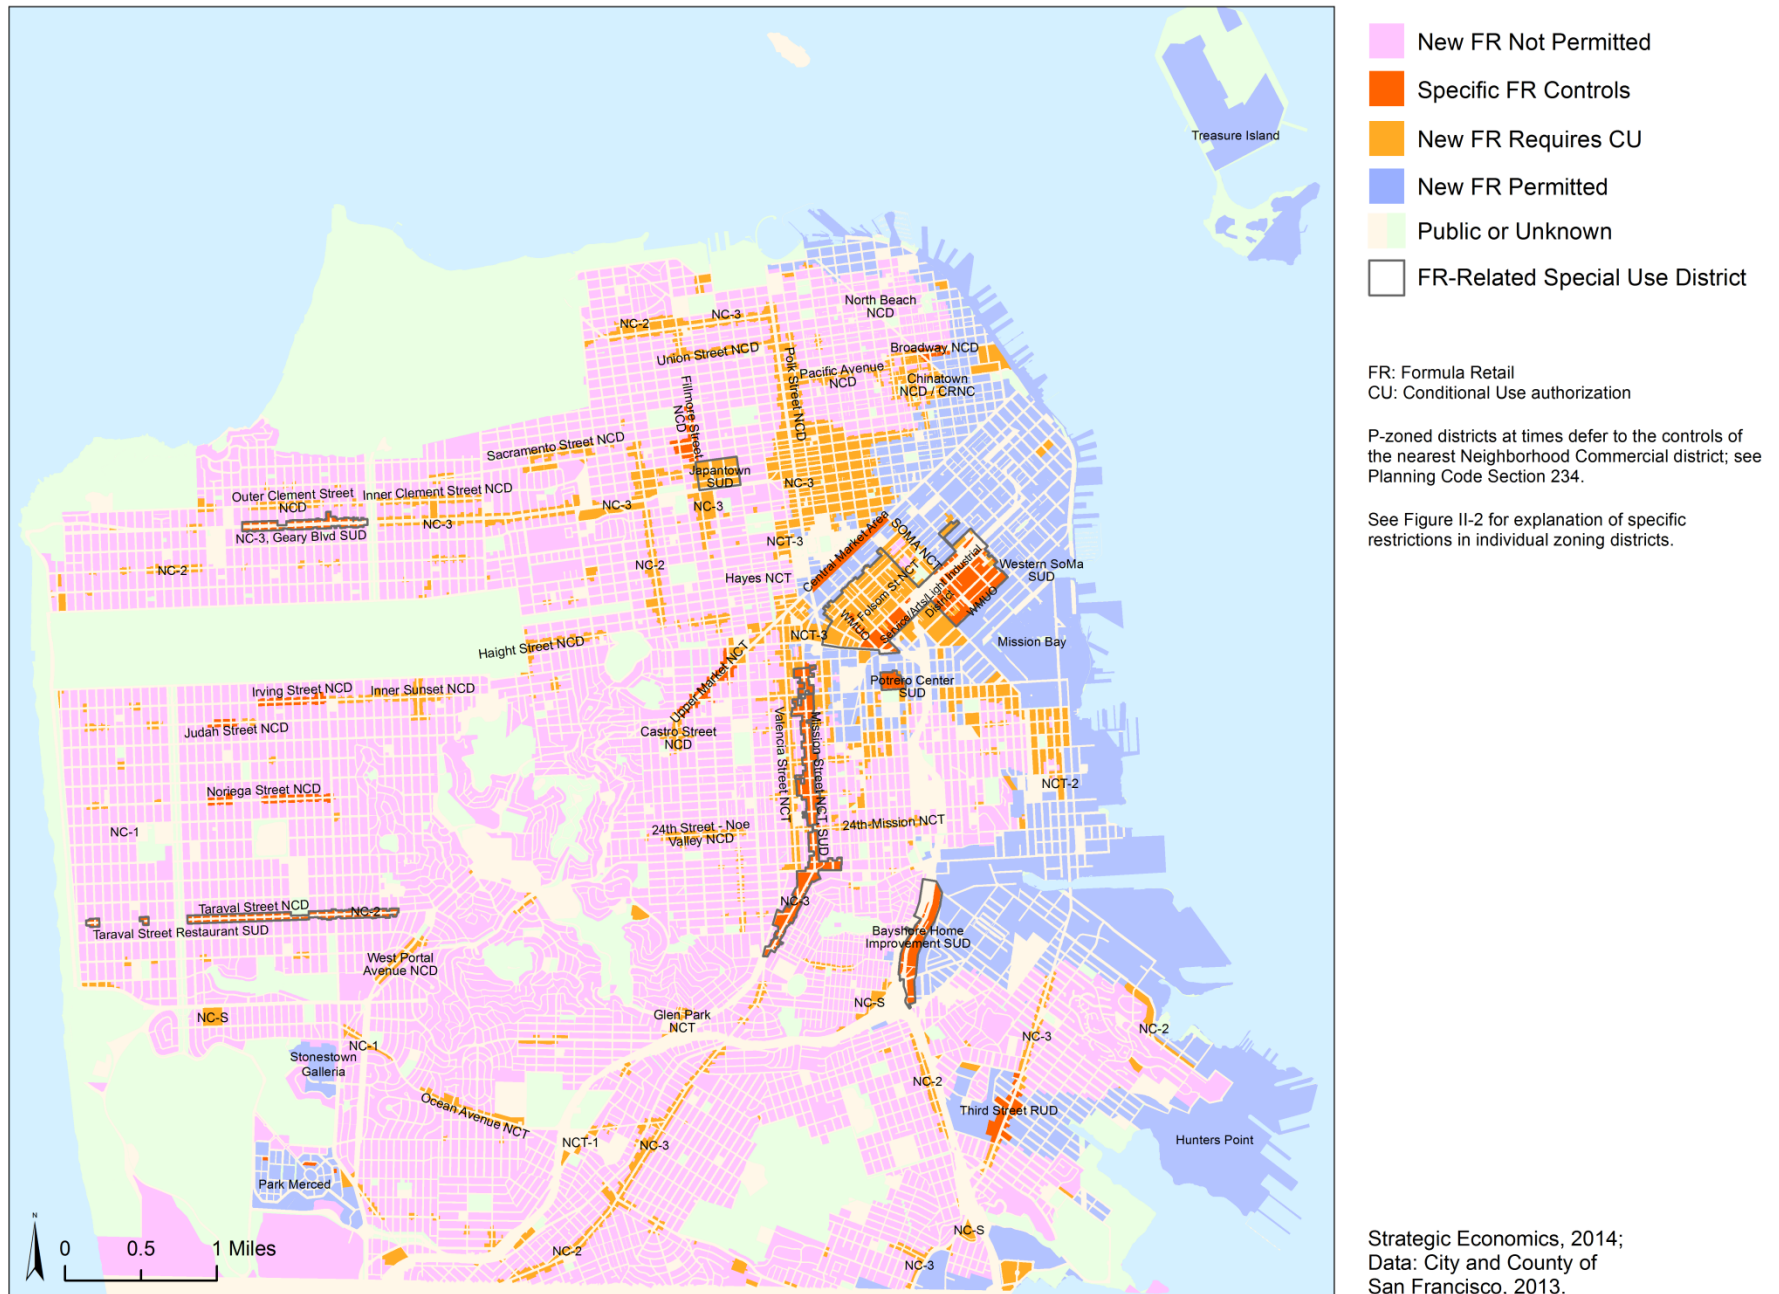 New FR Not Permitted
Specific FR Controls
New FR Requires CU
New FR Permitted
Public or Unknown
FR-Related Special Use District
FR: Formula Retail
CU: Conditional Use authorization
P-zoned districts at times defer to the controls of
the nearest Neighborhood Commercial district; see
Planning Code Section 234.
See Figure II-2 for explanation of specific
restrictions in individual zoning districts.
Treasure Island
North Beach
NCD
NC-2
NC-3
Union Street NCD
Polk Street NCD
Broadway NCD
Pacific Avenue
NCD
Chinatown
NCD / CRNC
Fillmore Street
NCD
Sacramento Street NCD
Japantown
SUD
NC-3
Outer Clement Street
NCD
Inner Clement Street NCD
NC-3
NC-3
NC-3
NC-3, Geary Blvd SUD
NCT-3
Central Market Area
SOMA NCT
NC-2
NC-2
Hayes NCT
Folsom St NCT
Service/Arts/Light Industrial
District
Western SoMa
SUD
WMUO
WMUO
NCT-3
Mission Bay
Haight Street NCD
Upper Market NCT
Potrero Center
SUD
Irving Street NCD
Inner Sunset NCD
Judah Street NCD
Castro Street
NCD
Valencia Street NCT
Mission Street NCT SUD
Noriega Street NCD
NCT-2
NC-1
24th Street - Noe
Valley NCD
24th-Mission NCT
Taraval Street NCD
NC-2
NC-3
Taraval Street Restaurant SUD
Bayshore Home
Improvement SUD
West Portal
Avenue NCD
NC-S
NC-S
Glen Park
NCT
NC-2
NC-3
NC-1
Stonestown
Galleria
NC-2
Ocean Avenue NCT
Third Street RUD
NCT-1
NC-3
Hunters Point
Park Merced
NC-S
NC-2
NC-3
N
0 0.5 1 Miles
Strategic Economics, 2014;
Data: City and County of
San Francisco, 2013.